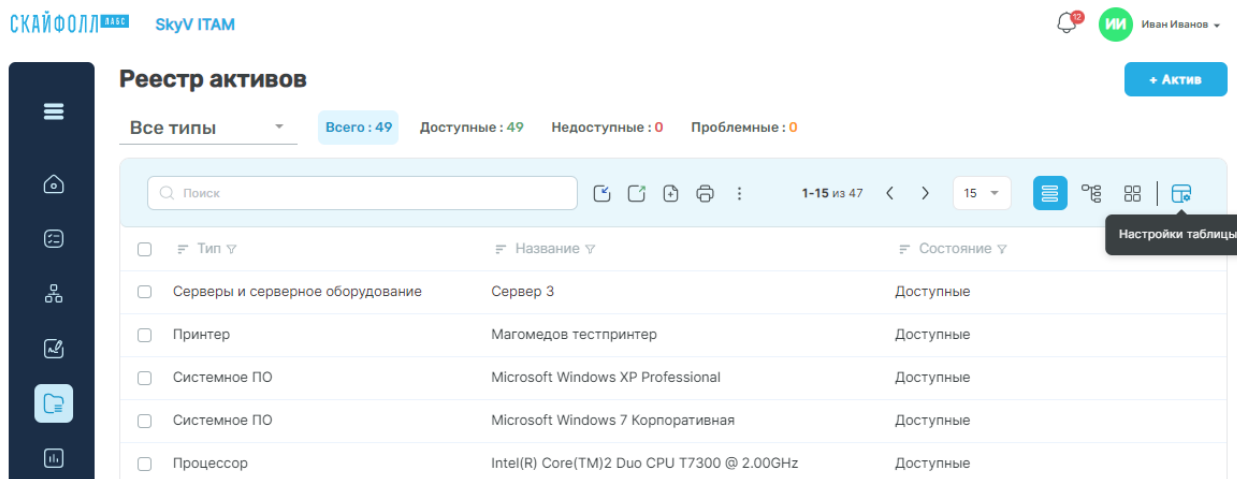 СКАЙФОЛЛ ЛАБС SkyV ITAM 12 ИИ Иван Иванов
Реестр активов + Актив
Все типы Всего : 49 Доступные : 49 Недоступные : 0 Проблемные : 0
Поиск 1-15 из 47 15
Настройки таблицы
Тип Название Состояние
Серверы и серверное оборудование Сервер 3 Доступные
Принтер Магомедов тестпринтер Доступные
Системное ПО Microsoft Windows XP Professional Доступные
Системное ПО Microsoft Windows 7 Корпоративная Доступные
Процессор Intel(R) Core(TM)2 Duo CPU T7300 @ 2.00GHz Доступные